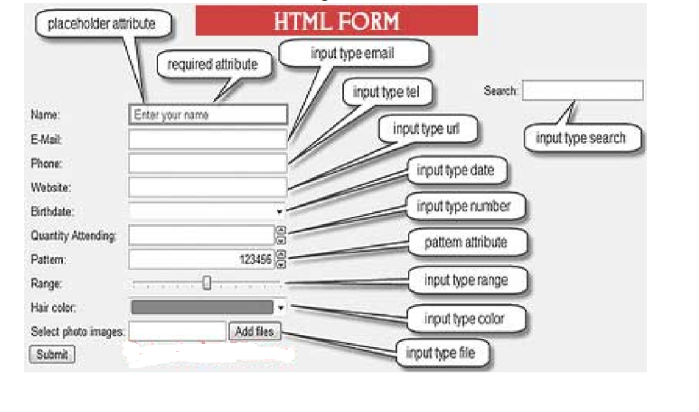 placeholder attribute
HTML FORM
required attribute
input type email
input type tel
Search:
input type search
Name:
Enter your name
E-Mail:
input type url
Phone:
Website:
input type date
Birthdate:
input type number
Quantity Attending:
pattern attribute
Pattern:
123456
Range:
input type range
Hair color:
input type color
Select photo images:
Add files
input type file
Submit